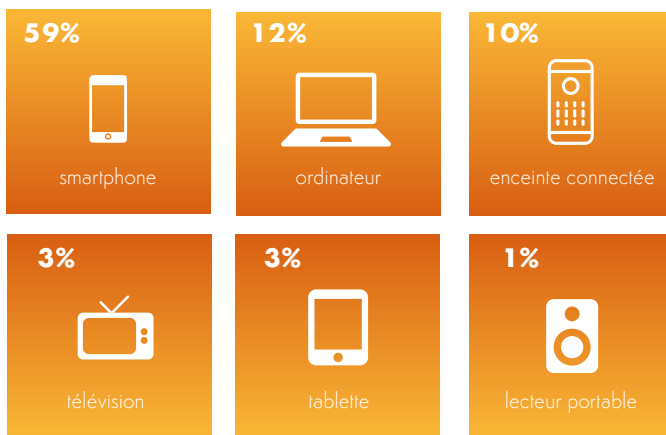 59%
smartphone
12%
ordinateur
10%
enceinte connectée
3%
télévision
3%
tablette
1%
lecteur portable